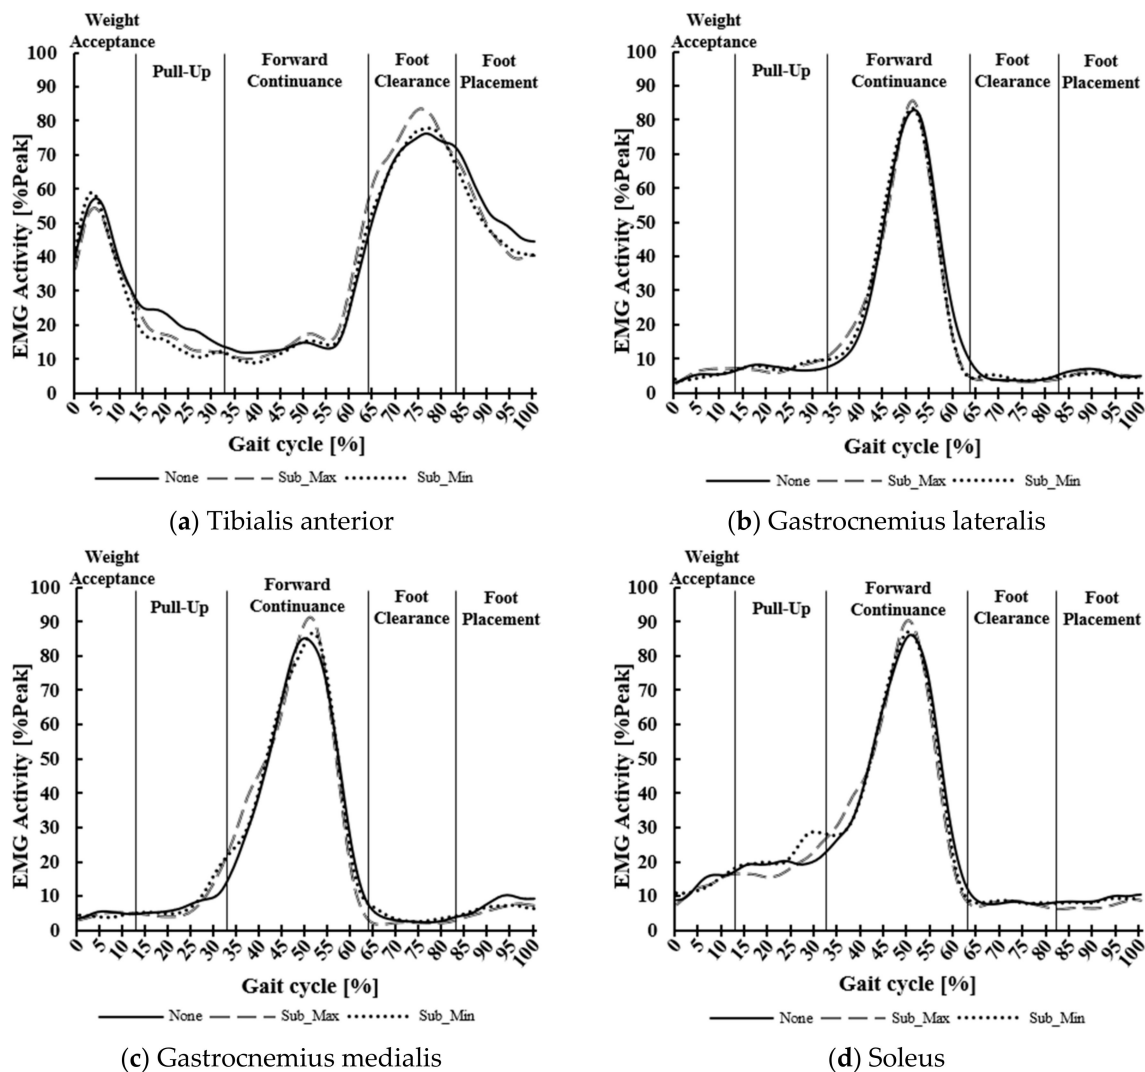 Weight
Acceptance
Pull-Up
Forward
Continuance
Foot
Clearance
Foot
Placement
EMG Activity [%Peak]
100
90
80
70
60
50
40
30
20
10
0
0 5 10 15 20 25 30 35 40 45 50 55 60 65 70 75 80 85 90 95 100
Gait cycle [%]
None Sub_Max Sub_Min
(a) Tibialis anterior
Weight
Acceptance
Pull-Up
Forward
Continuance
Foot
Clearance
Foot
Placement
EMG Activity [%Peak]
100
90
80
70
60
50
40
30
20
10
0
0 5 10 15 20 25 30 35 40 45 50 55 60 65 70 75 80 85 90 95 100
Gait cycle [%]
None Sub_Max Sub_Min
(b) Gastrocnemius lateralis
Weight
Acceptance
Pull-Up
Forward
Continuance
Foot
Clearance
Foot
Placement
EMG Activity [%Peak]
100
90
80
70
60
50
40
30
20
10
0
0 5 10 15 20 25 30 35 40 45 50 55 60 65 70 75 80 85 90 95 100
Gait cycle [%]
None Sub_Max Sub_Min
(c) Gastrocnemius medialis
Weight
Acceptance
Pull-Up
Forward
Continuance
Foot
Clearance
Foot
Placement
EMG Activity [%Peak]
100
90
80
70
60
50
40
30
20
10
0
0 5 10 15 20 25 30 35 40 45 50 55 60 65 70 75 80 85 90 95 100
Gait cycle [%]
None Sub_Max Sub_Min
(d) Soleus